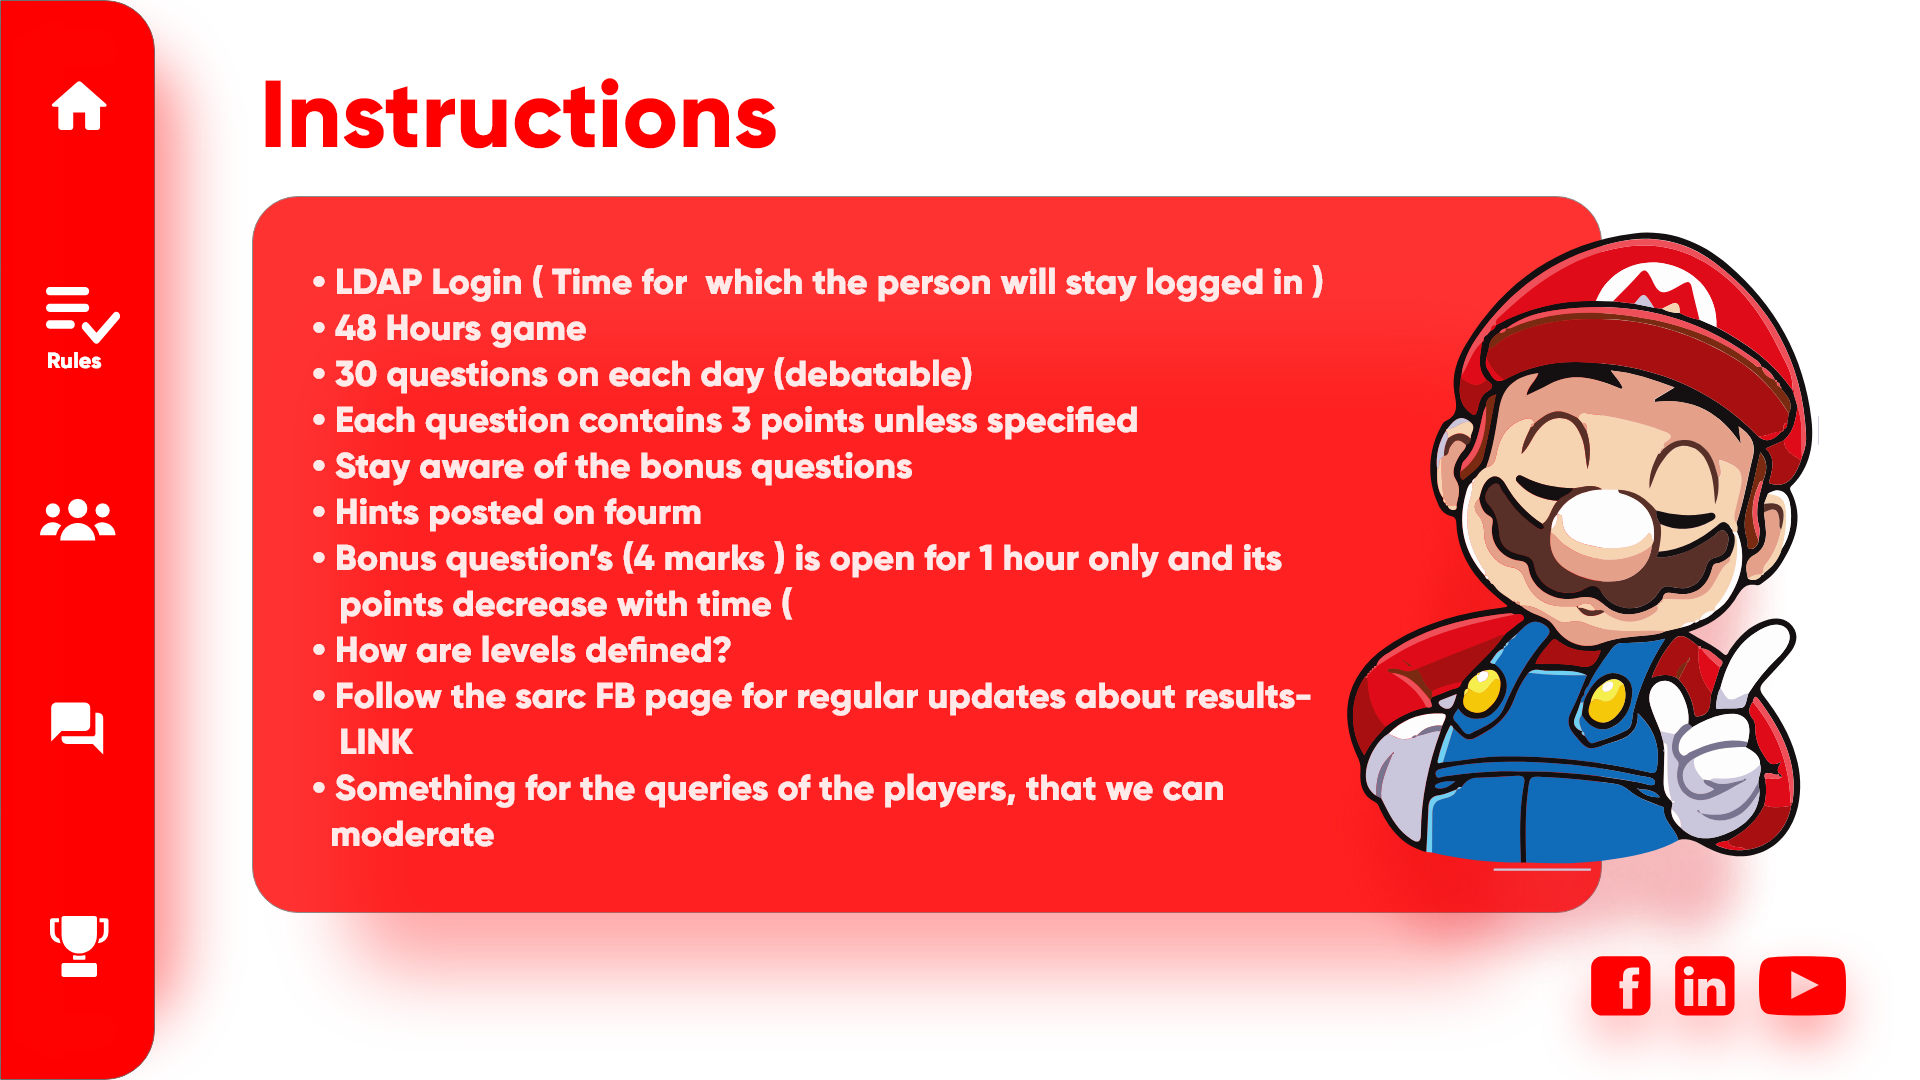 Instructions
• LDAP Login ( Time for  which the person will stay logged in )
• 48 Hours game
• 30 questions on each day (debatable)
• Each question contains 3 points unless specified
• Stay aware of the bonus questions
• Hints posted on fourm
• Bonus question's (4 marks ) is open for 1 hour only and its
points decrease with time (
• How are levels defined?
• Follow the sarc FB page for regular updates about results-
LINK
• Something for the queries of the players, that we can
moderate
Rules
M
f
in